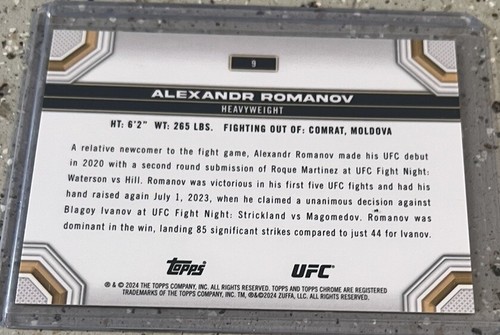 9
ALEXANDR ROMANOV
HEAVYWEIGHT
HT: 6'2" WT: 265 LBS. FIGHTING OUT OF: COMRAT, MOLDOVA
A relative newcomer to the fight game, Alexandr Romanov made his UFC debut
in 2020 with a second round submission of Roque Martinez at UFC Fight Night:
Waterson vs Hill. Romanov was victorious in his first five UFC fights and had his
hand raised again July 1, 2023, when he claimed a unanimous decision against
Blagoy Ivanov at UFC Fight Night: Strickland vs Magomedov. Romanov was
dominant in the win, landing 85 significant strikes compared to just 44 for Ivanov.
topps UFC
® & © 2024 THE TOPPS COMPANY, INC. ALL RIGHTS RESERVED. TOPPS AND TOPPS CHROME ARE REGISTERED
TRADEMARKS OF THE TOPPS COMPANY, INC. TM, ®&©2024 ZUFFA, LLC. ALL RIGHTS RESERVED.